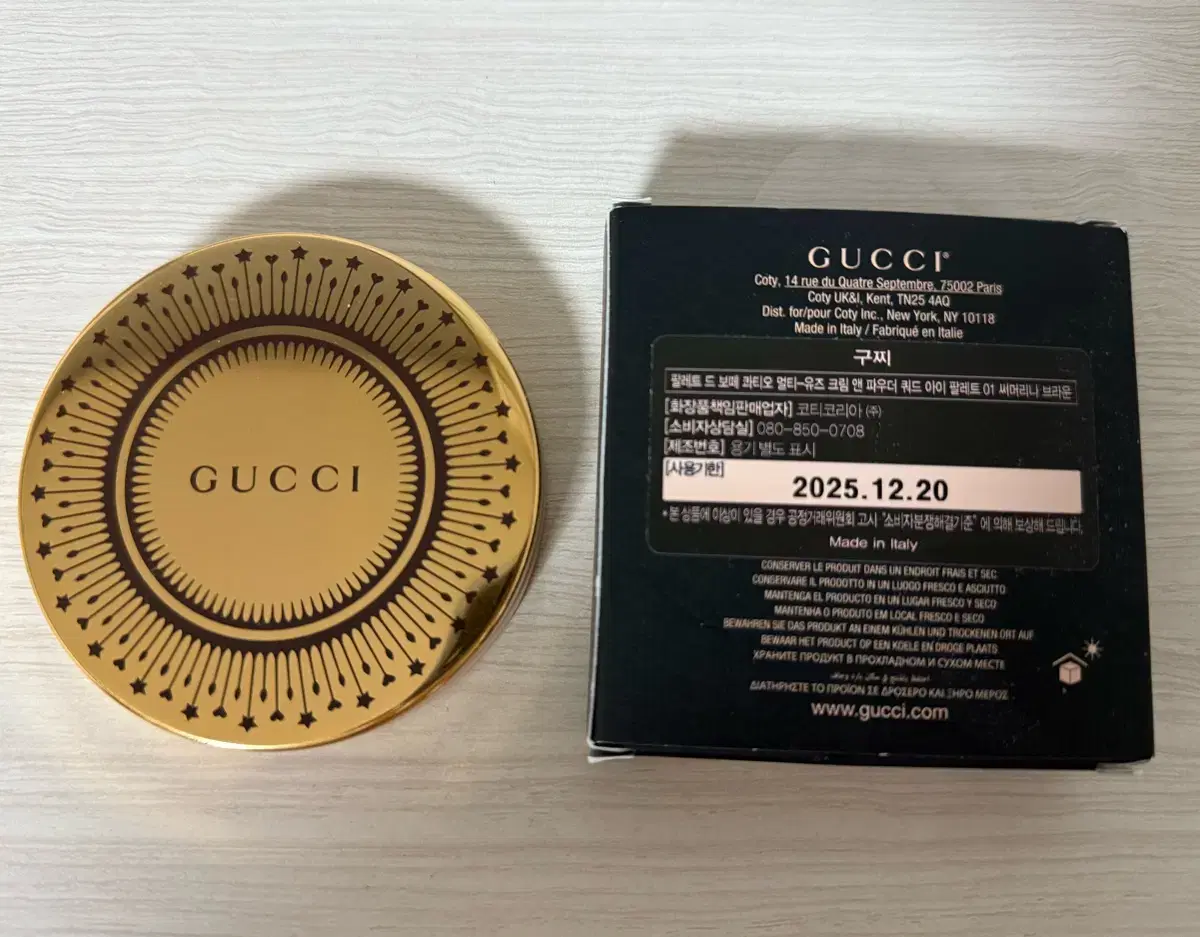 GUCCI
GUCCI®
Coty, 14 rue du Quatre Septembre, 75002 Paris
Coty UK&I, Kent, TN25 4AQ
Dist. for/pour Coty Inc., New York, NY 10118
Made in Italy / Fabriqué en Italie
구찌
팔레트 드 보떼 콰티오 멀티-유즈 크림 앤 파우더 쿼드 아이 팔레트 01 써머리나 브라운
[화장품책임판매업자] 코티코리아 (주)
[소비자상담실] 080-850-0708
[제조번호] 용기 별도 표시
[사용기한]
2025.12.20
* 본 상품에 이상이 있을 경우 공정거래위원회 고시 "소비자분쟁해결기준" 에 의해 보상해 드립니다.
Made in Italy
CONSERVER LE PRODUIT DANS UN ENDROIT FRAIS ET SEC
CONSERVARE IL PRODOTTO IN UN LUOGO FRESCO E ASCIUTTO
MANTENGA EL PRODUCTO EN UN LUGAR FRESCO Y SECO
MANTENHA O PRODUTO EM LOCAL FRESCO E SECO
BEWAHREN SIE DAS PRODUKT AN EINEM KÜHLEN UND TROCKENEN ORT AUF
BEWAAR HET PRODUCT OP EEN KOELE EN DROGE PLAATS
ХРАНИТЕ ПРОДУКТ В ПРОХЛАДНОМ И СУХОМ МЕСТЕ
ΔΙΑΤΗΡΗΣΤΕ ΤΟ ΠΡΟΪΟΝ ΣΕ ΔΡΟΣΕΡΟ ΚΑΙ ΞΗΡΟ ΜΕΡΟΣ
www.gucci.com